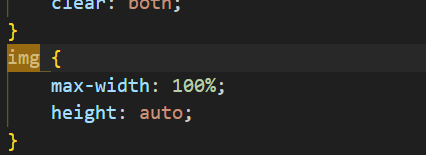 clear: both;
}
img {
max-width: 100%;
height: auto;
}